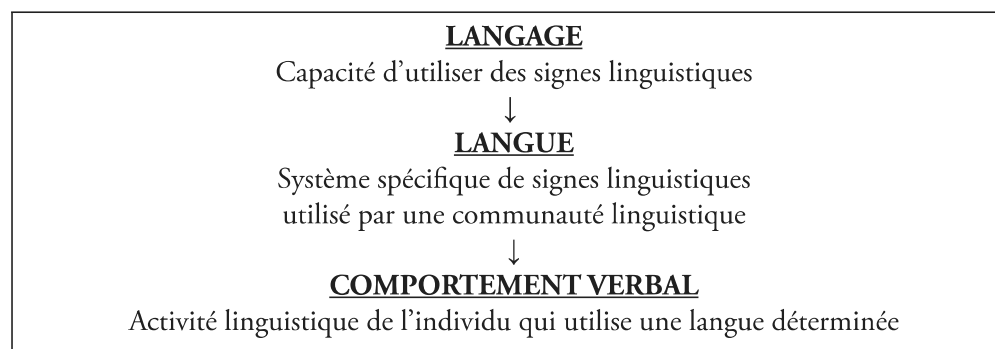 LANGAGE
Capacité d’utiliser des signes linguistiques
↓
LANGUE
Système spécifique de signes linguistiques
utilisé par une communauté linguistique
↓
COMPORTEMENT VERBAL
Activité linguistique de l’individu qui utilise une langue déterminée